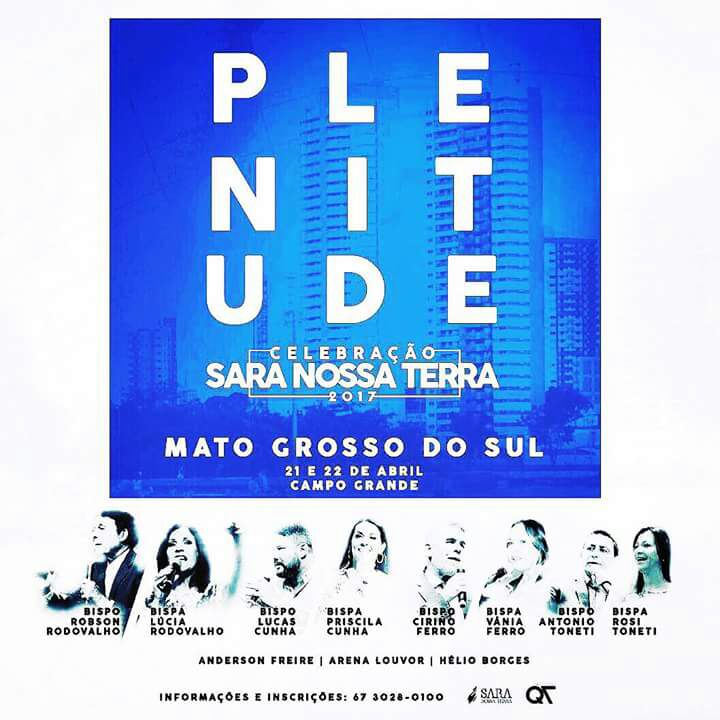 PLE
NIT
UDE
CELEBRAÇÃO
SARA NOSSA TERRA
2017
MATO GROSSO DO SUL
21 E 22 DE ABRIL
CAMPO GRANDE
BISPO ROBSON RODOVALHO
BISPA LÚCIA RODOVALHO
BISPO LUCAS CUNHA
BISPA PRISCILA CUNHA
BISPO CIRINO FERRO
BISPA VÂNIA FERRO
BISPO ANTONIO TONETI
BISPA ROSI TONETI
ANDERSON FREIRE | ARENA LOUVOR | HÉLIO BORGES
INFORMAÇÕES E INSCRIÇÕES: 67 3028-0100
SARA
NOSSA TERRA